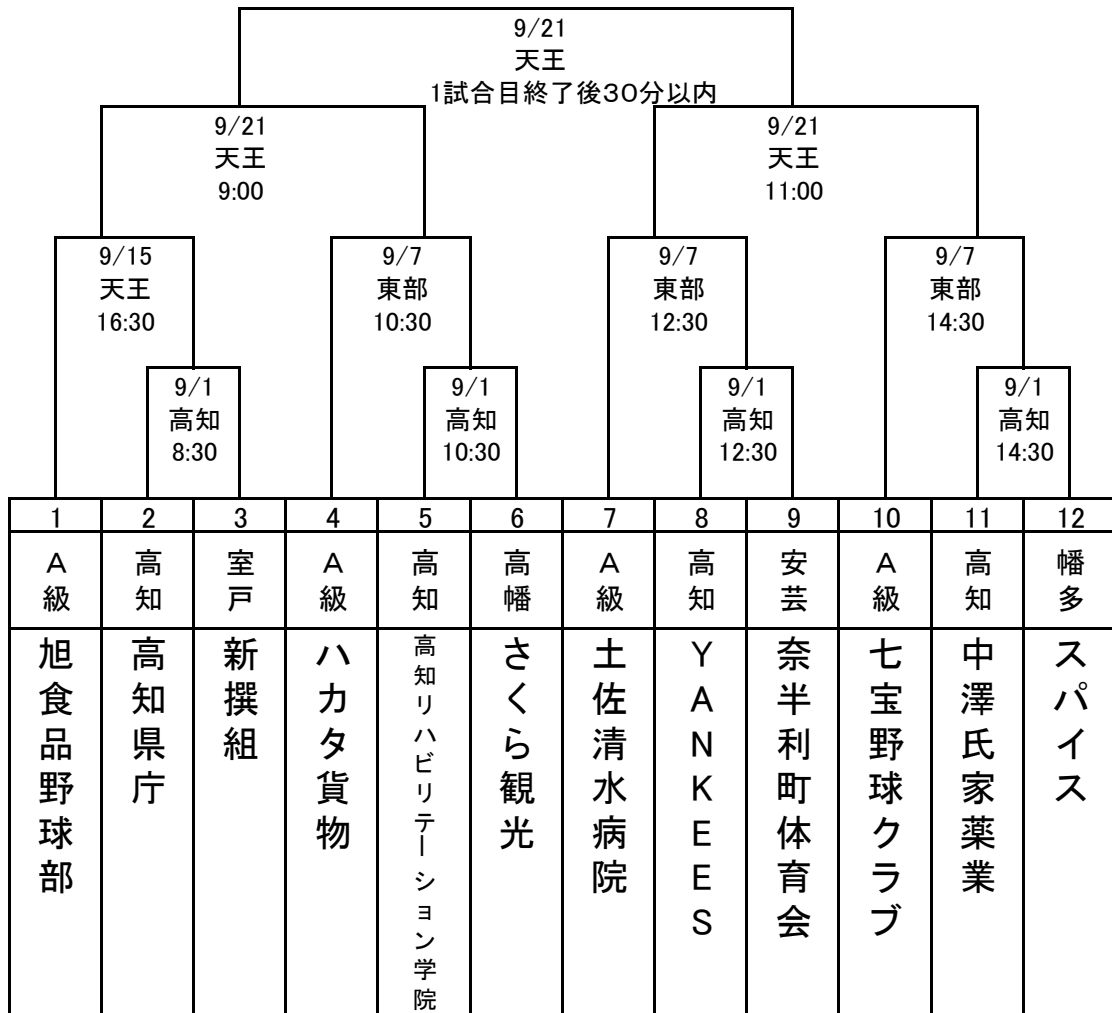 9/21
天王
1試合目終了後30分以内
9/21
天王
9:00
9/21
天王
11:00
9/15
天王
16:30
9/7
東部
10:30
9/7
東部
12:30
9/7
東部
14:30
9/1
高知
8:30
9/1
高知
10:30
9/1
高知
12:30
9/1
高知
14:30
1 2 3 4 5 6 7 8 9 10 11 12
A級 高知 室戸 A級 高知 高幡 A級 高知 安芸 A級 高知 幡多
旭食品野球部
高知県庁
新撰組
ハカタ貨物
高知リハビリテーション学院
さくら観光
土佐清水病院
YANKEES
奈半利町体育会
七宝野球クラブ
中澤氏家薬業
スパイス